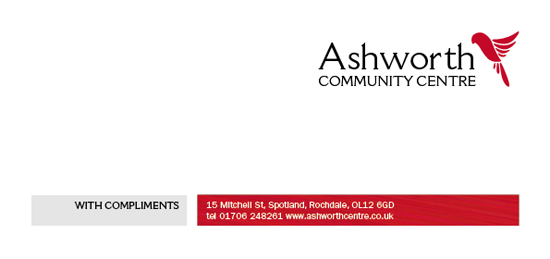 Ashworth
COMMUNITY CENTRE
WITH COMPLIMENTS
15 Mitchell St, Spotland, Rochdale, OL12 6GD
tel 01706 248261 www.ashworthcentre.co.uk